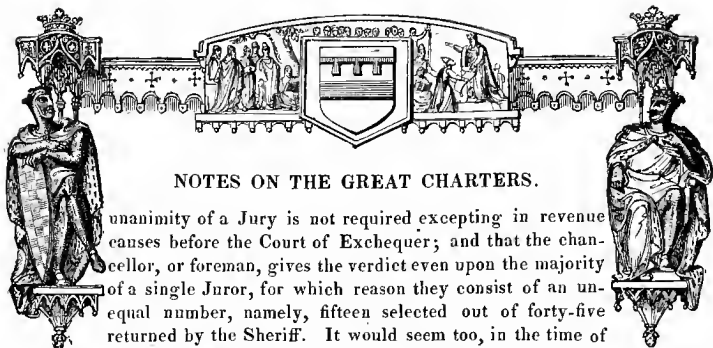 NOTES ON THE GREAT CHARTERS.
unanimity of a Jury is not required excepting in revenue
causes before the Court of Exchequer; and that the chan-
cellor, or foreman, gives the verdict even upon the majority
of a single Juror, for which reason they consist of an un-
equal number, namely, fifteen selected out of forty-five
returned by the Sheriff. It would seem too, in the time of